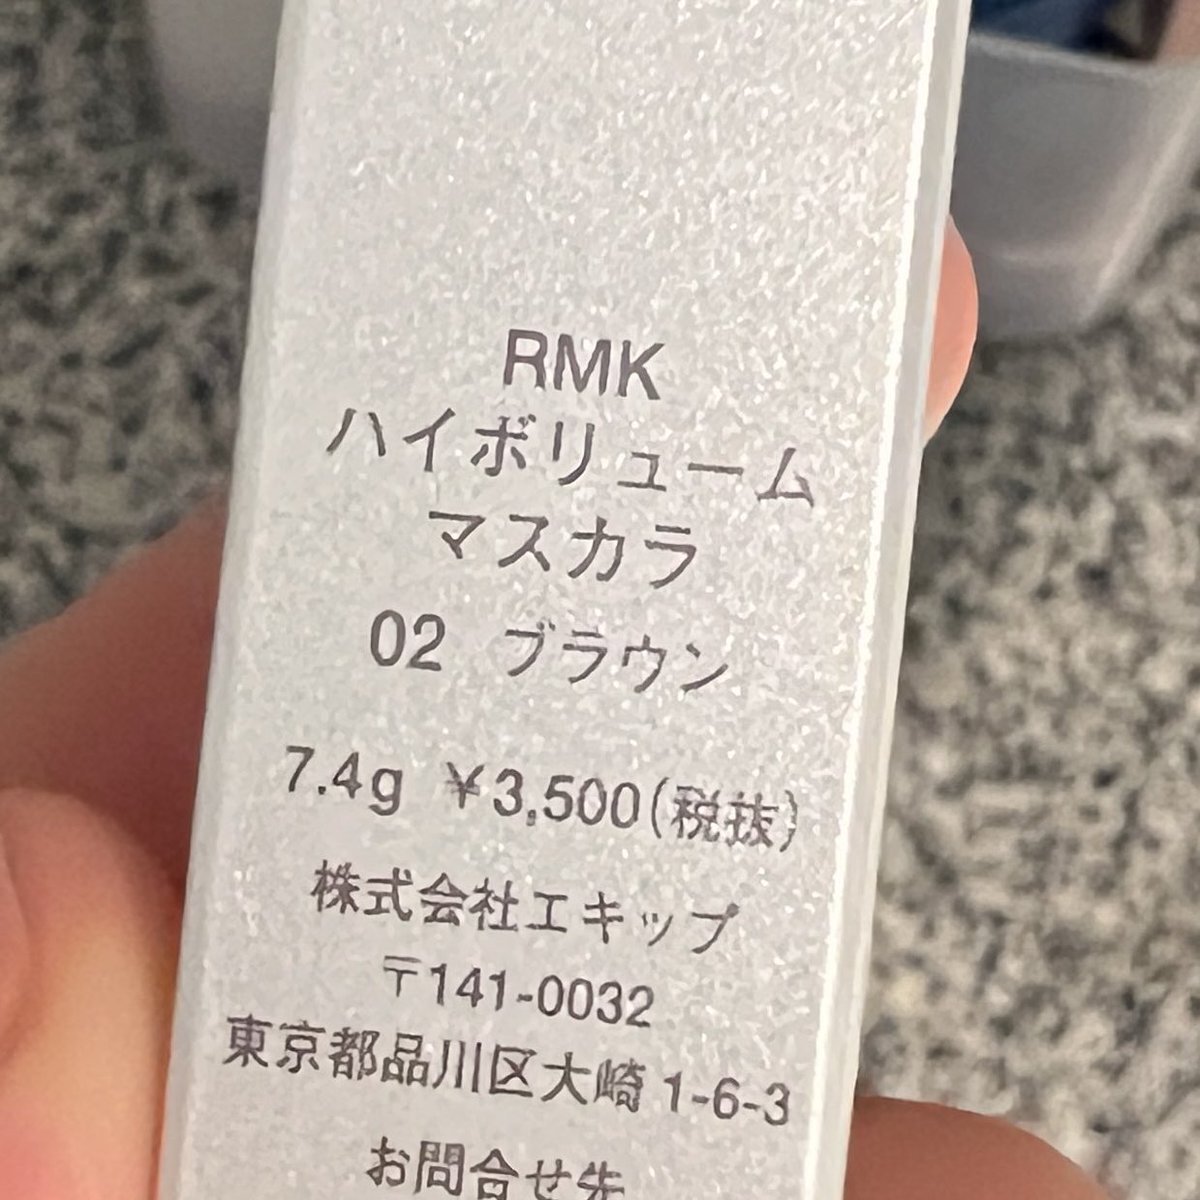 RMK
ハイボリューム
マスカラ
02 ブラウン
7.4g ¥3,500(税抜)
株式会社エキップ
〒141-0032
東京都品川区大崎 1-6-3
お問合せ先